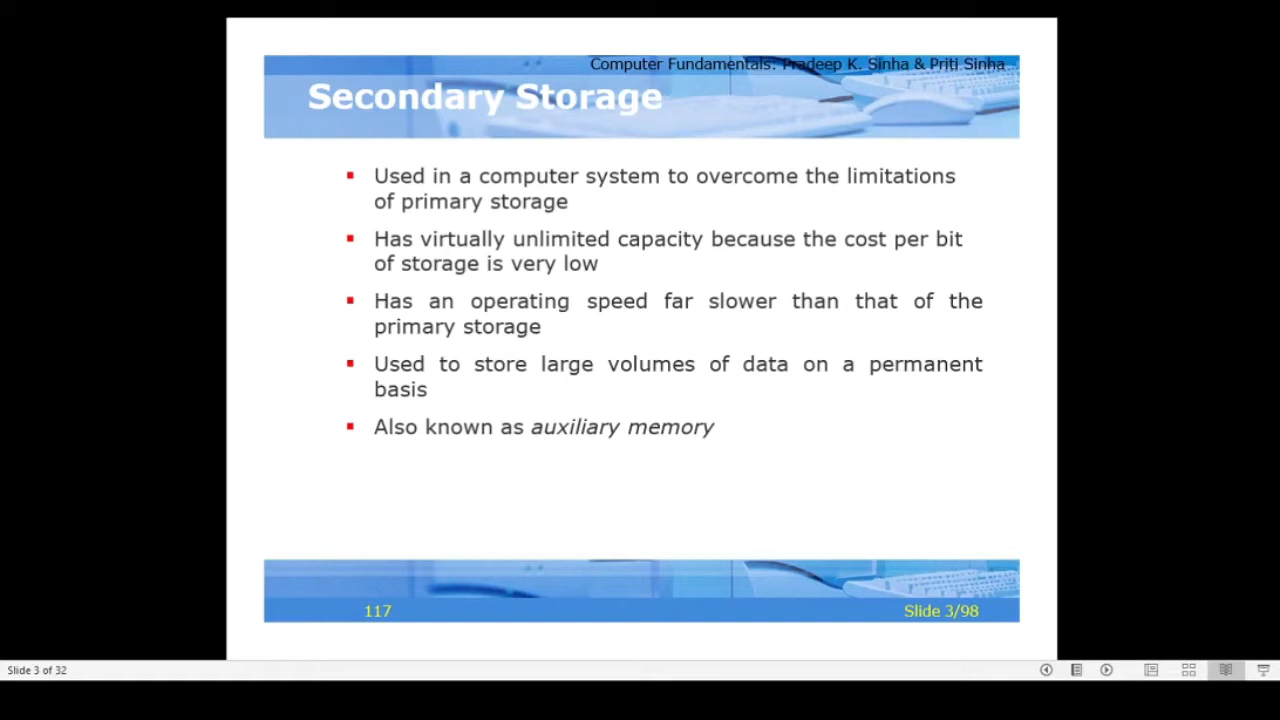 Computer Fundamentals: Pradeep K. Sinha & Priti Sinha
Secondary Storage
▪ Used in a computer system to overcome the limitations
of primary storage
▪ Has virtually unlimited capacity because the cost per bit
of storage is very low
▪ Has an operating speed far slower than that of the
primary storage
▪ Used to store large volumes of data on a permanent
basis
▪ Also known as auxiliary memory
117
Slide 3/98
Slide 3 of 32